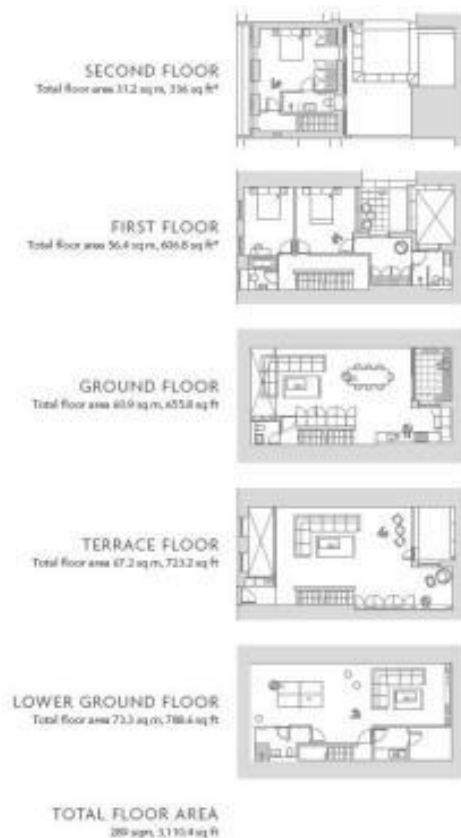 SECOND FLOOR
Total floor area 31.2 sq m, 336 sq ft*
FIRST FLOOR
Total floor area 56.4 sq m, 606.8 sq ft*
GROUND FLOOR
Total floor area 60.9 sq m, 655.8 sq ft
TERRACE FLOOR
Total floor area 67.2 sq m, 723.2 sq ft
LOWER GROUND FLOOR
Total floor area 73.3 sq m, 788.6 sq ft
TOTAL FLOOR AREA
289 sqm, 3,110.4 sq ft